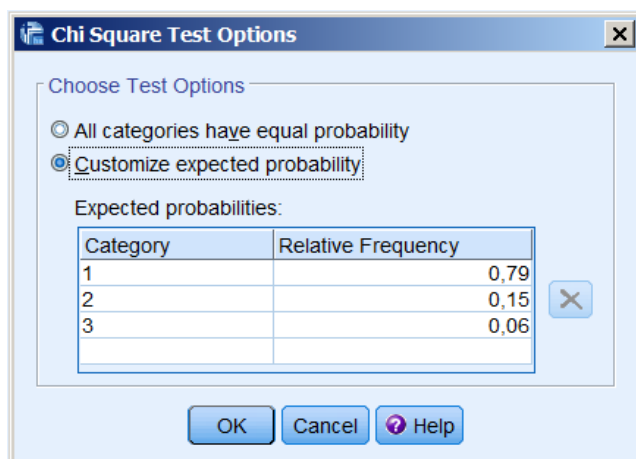 Chi Square Test Options
Choose Test Options
All categories have equal probability
Customize expected probability
Expected probabilities:
Category Relative Frequency
1 0,79
2 0,15
3 0,06
OK Cancel Help